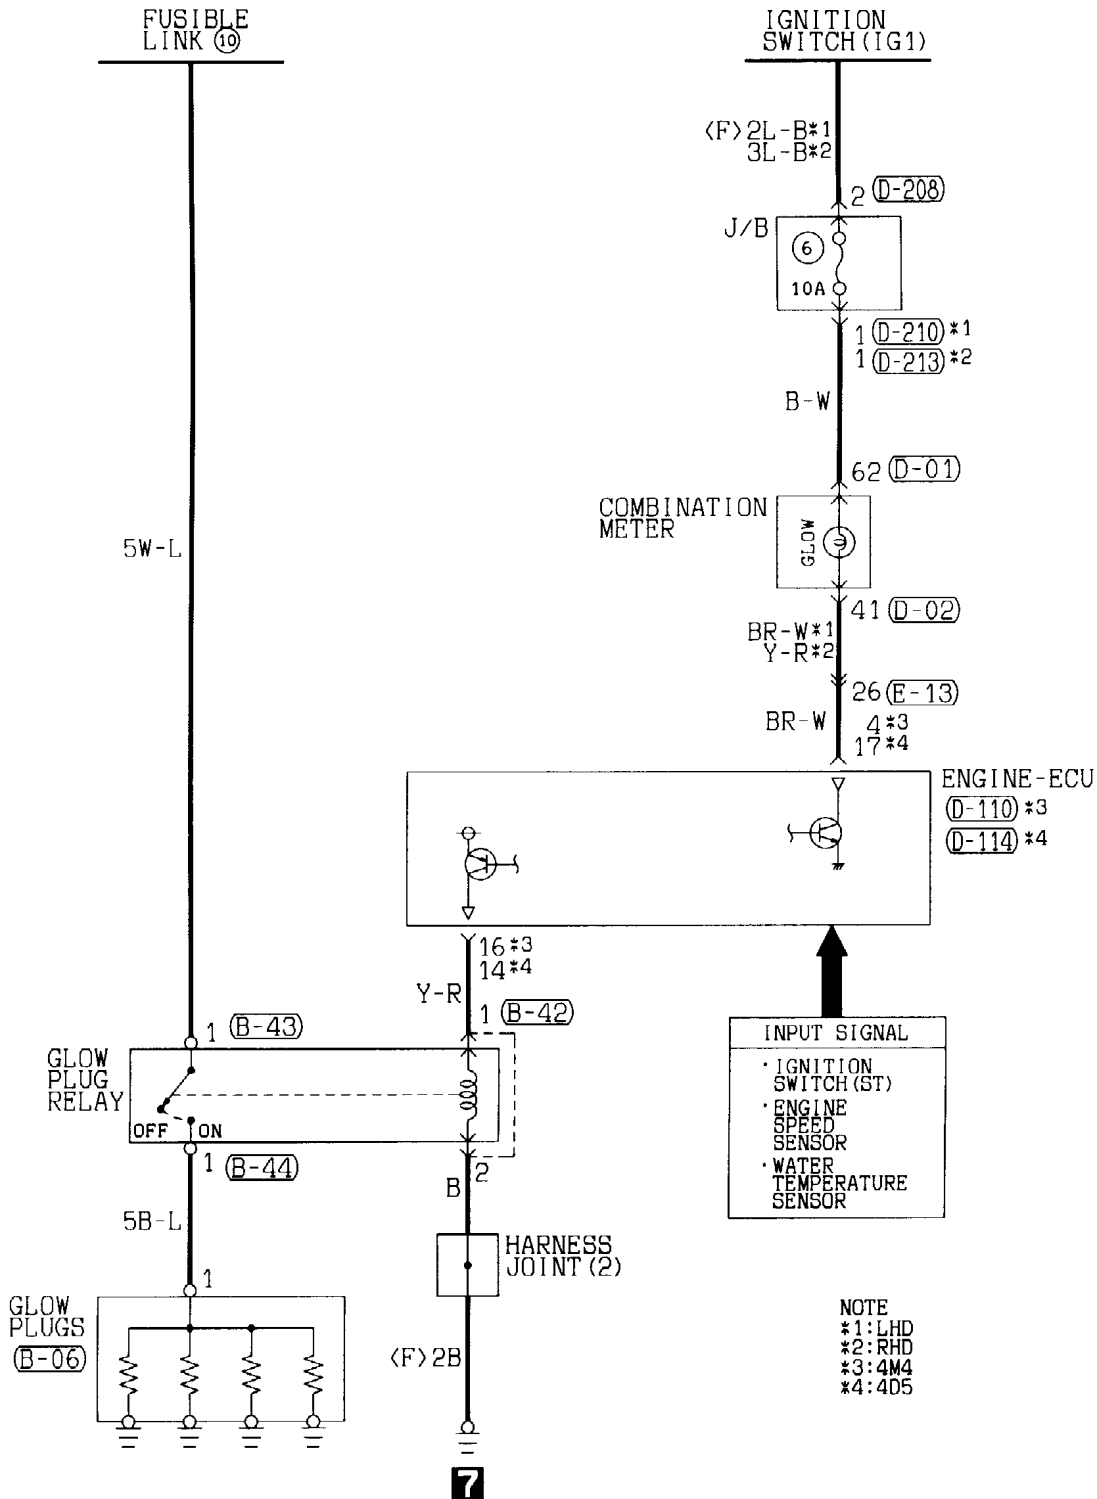 FUSIBLE
LINK ⑩
IGNITION
SWITCH(IG1)
<F>2L-B*1
3L-B*2
2 D-208
J/B
6
10A
1 D-210 *1
1 D-213 *2
B-W
62 D-01
COMBINATION
METER
GLOW
5W-L
41 D-02
BR-W*1
Y-R*2
26 E-13
BR-W
4*3
17*4
ENGINE-ECU
D-110 *3
D-114 *4
16*3
14*4
Y-R
1 B-42
1 B-43
GLOW
PLUG
RELAY
OFF ON
1 B-44
2
B
INPUT SIGNAL
·IGNITION
SWITCH(ST)
·ENGINE
SPEED
SENSOR
·WATER
TEMPERATURE
SENSOR
5B-L
HARNESS
JOINT(2)
1
GLOW
PLUGS
B-06
<F>2B
NOTE
*1:LHD
*2:RHD
*3:4M4
*4:4D5
7